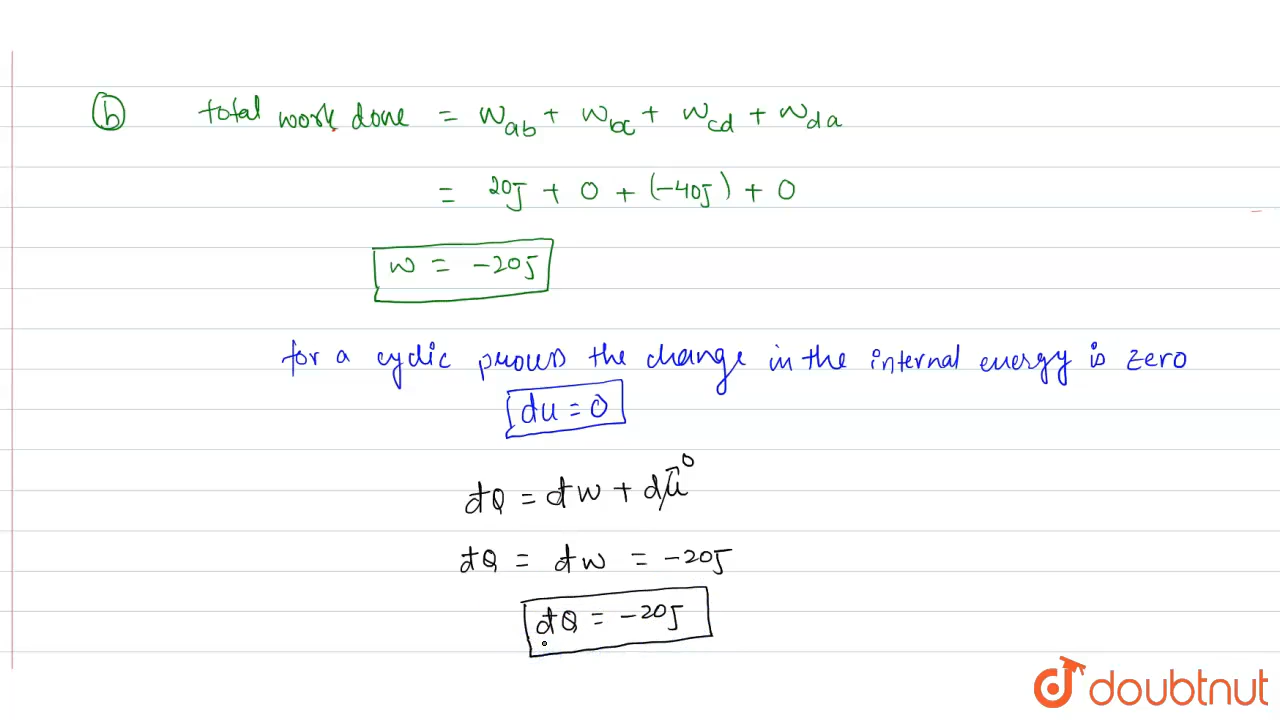 (b) total work done = W_ab + W_bc + W_cd + W_da
= 20J + 0 + (-40J) + 0
W = -20J
for a cyclic process the change in the internal energy is zero
du = 0
dQ = dW + du⁰
dQ = dW = -20J
dQ = -20J
doubtnut